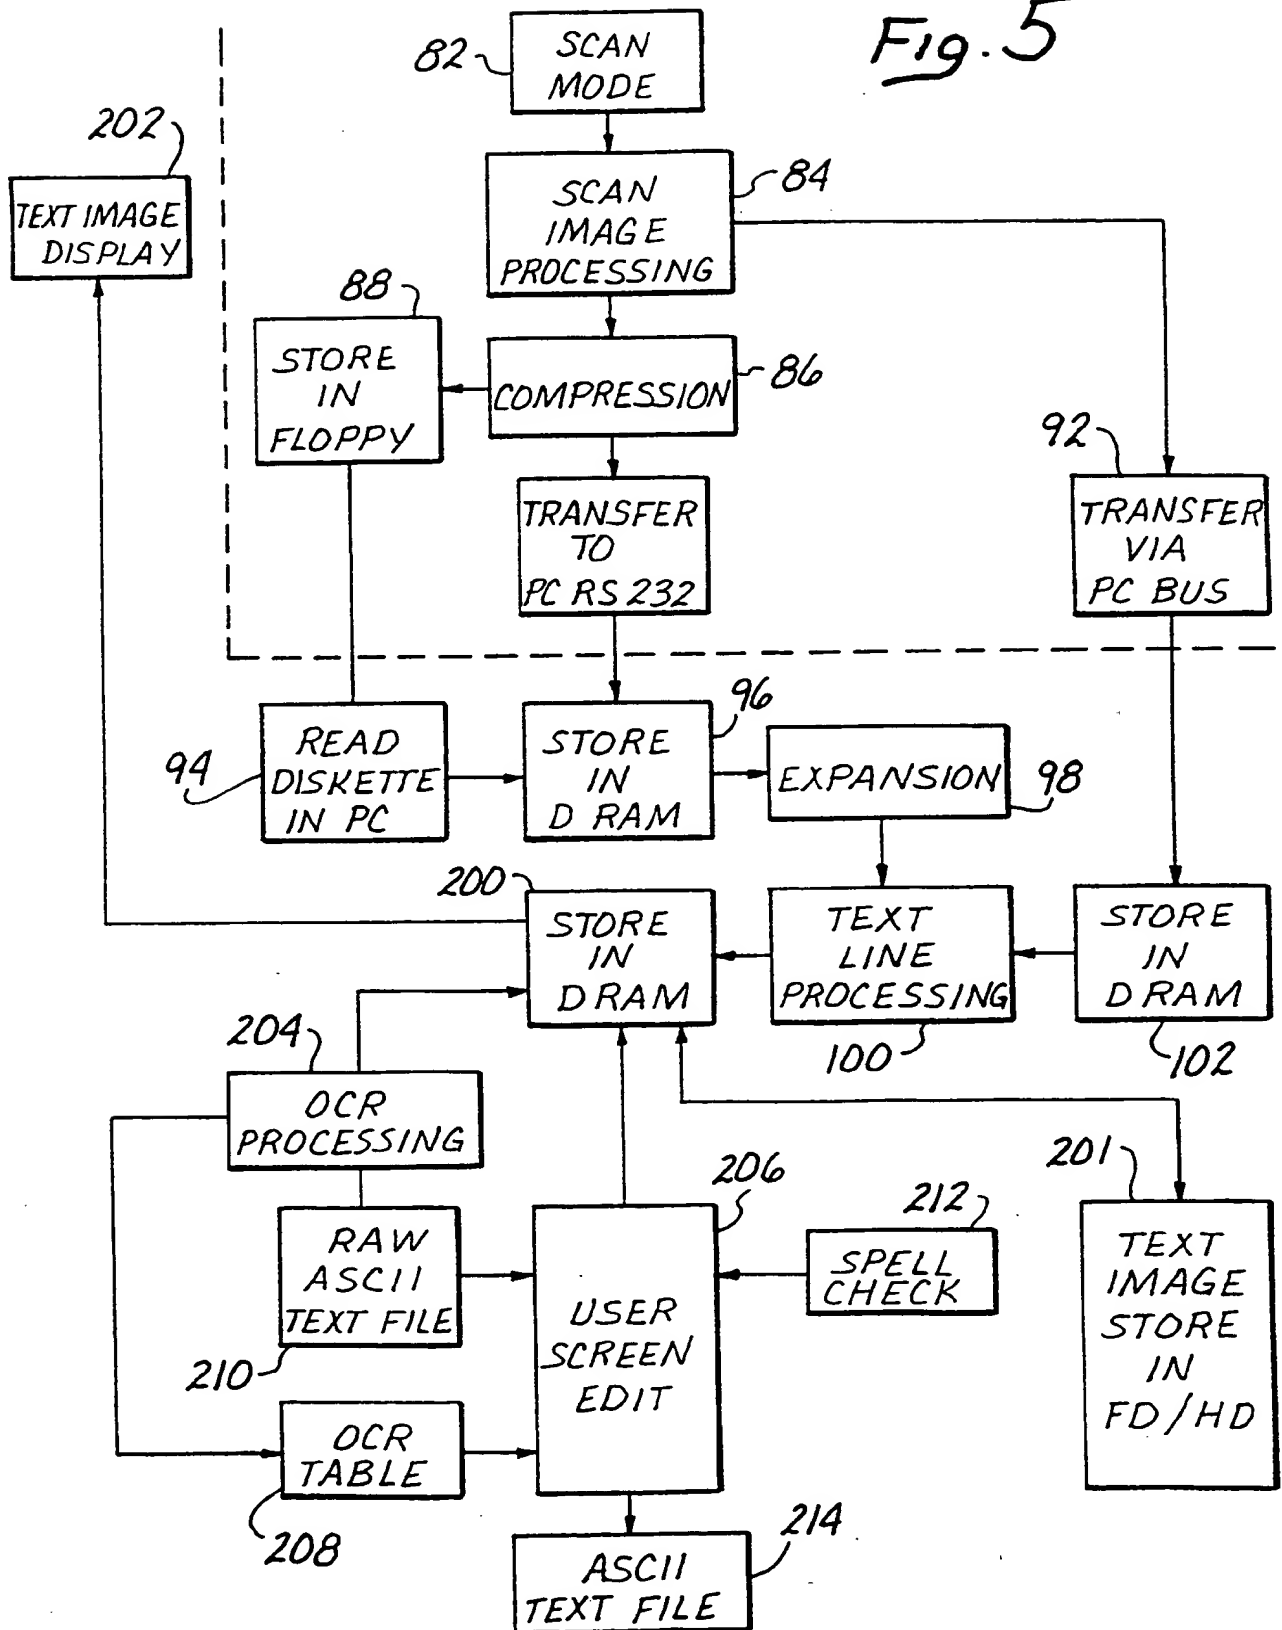 Fig. 5
82
SCAN
MODE
202
TEXT IMAGE
DISPLAY
84
SCAN
IMAGE
PROCESSING
88
STORE
IN
FLOPPY
COMPRESSION
86
92
TRANSFER
TO
PC RS 232
TRANSFER
VIA
PC BUS
94
READ
DISKETTE
IN PC
96
STORE
IN
D RAM
EXPANSION
98
200
STORE
IN
DRAM
TEXT
LINE
PROCESSING
100
STORE
IN
D RAM
102
204
OCR
PROCESSING
201
TEXT
IMAGE
STORE
IN
FD/HD
206
USER
SCREEN
EDIT
212
SPELL
CHECK
RAW
ASCII
TEXT FILE
210
OCR
TABLE
208
214
ASCII
TEXT FILE